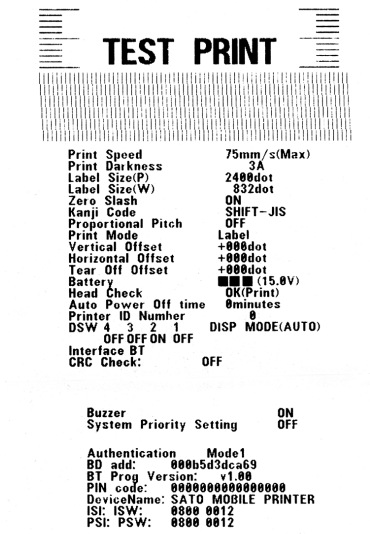 TEST PRINT
Print Speed 75mm/s(Max)
Print Darkness 3A
Label Size(P) 2400dot
Label Size(W) 832dot
Zero Slash ON
Kanji Code SHIFT-JIS
Proportional Pitch OFF
Print Mode Label
Vertical Offset +000dot
Horizontal Offset +000dot
Tear Off Offset +000dot
Battery ■■■(15.0V)
Head Check OK(Print)
Auto Power Off time 0minutes
Printer ID Number 0
DSW 4 3 2 1 DISP MODE(AUTO)
OFF OFF ON OFF
Interface BT
CRC Check: OFF
Buzzer ON
System Priority Setting OFF
Authentication Mode1
BD add: 000b5d3dca69
BT Prog Version: v1.00
PIN code: 0000000000000000
DeviceName: SATO MOBILE PRINTER
ISI: ISW: 0800 0012
PSI: PSW: 0800 0012